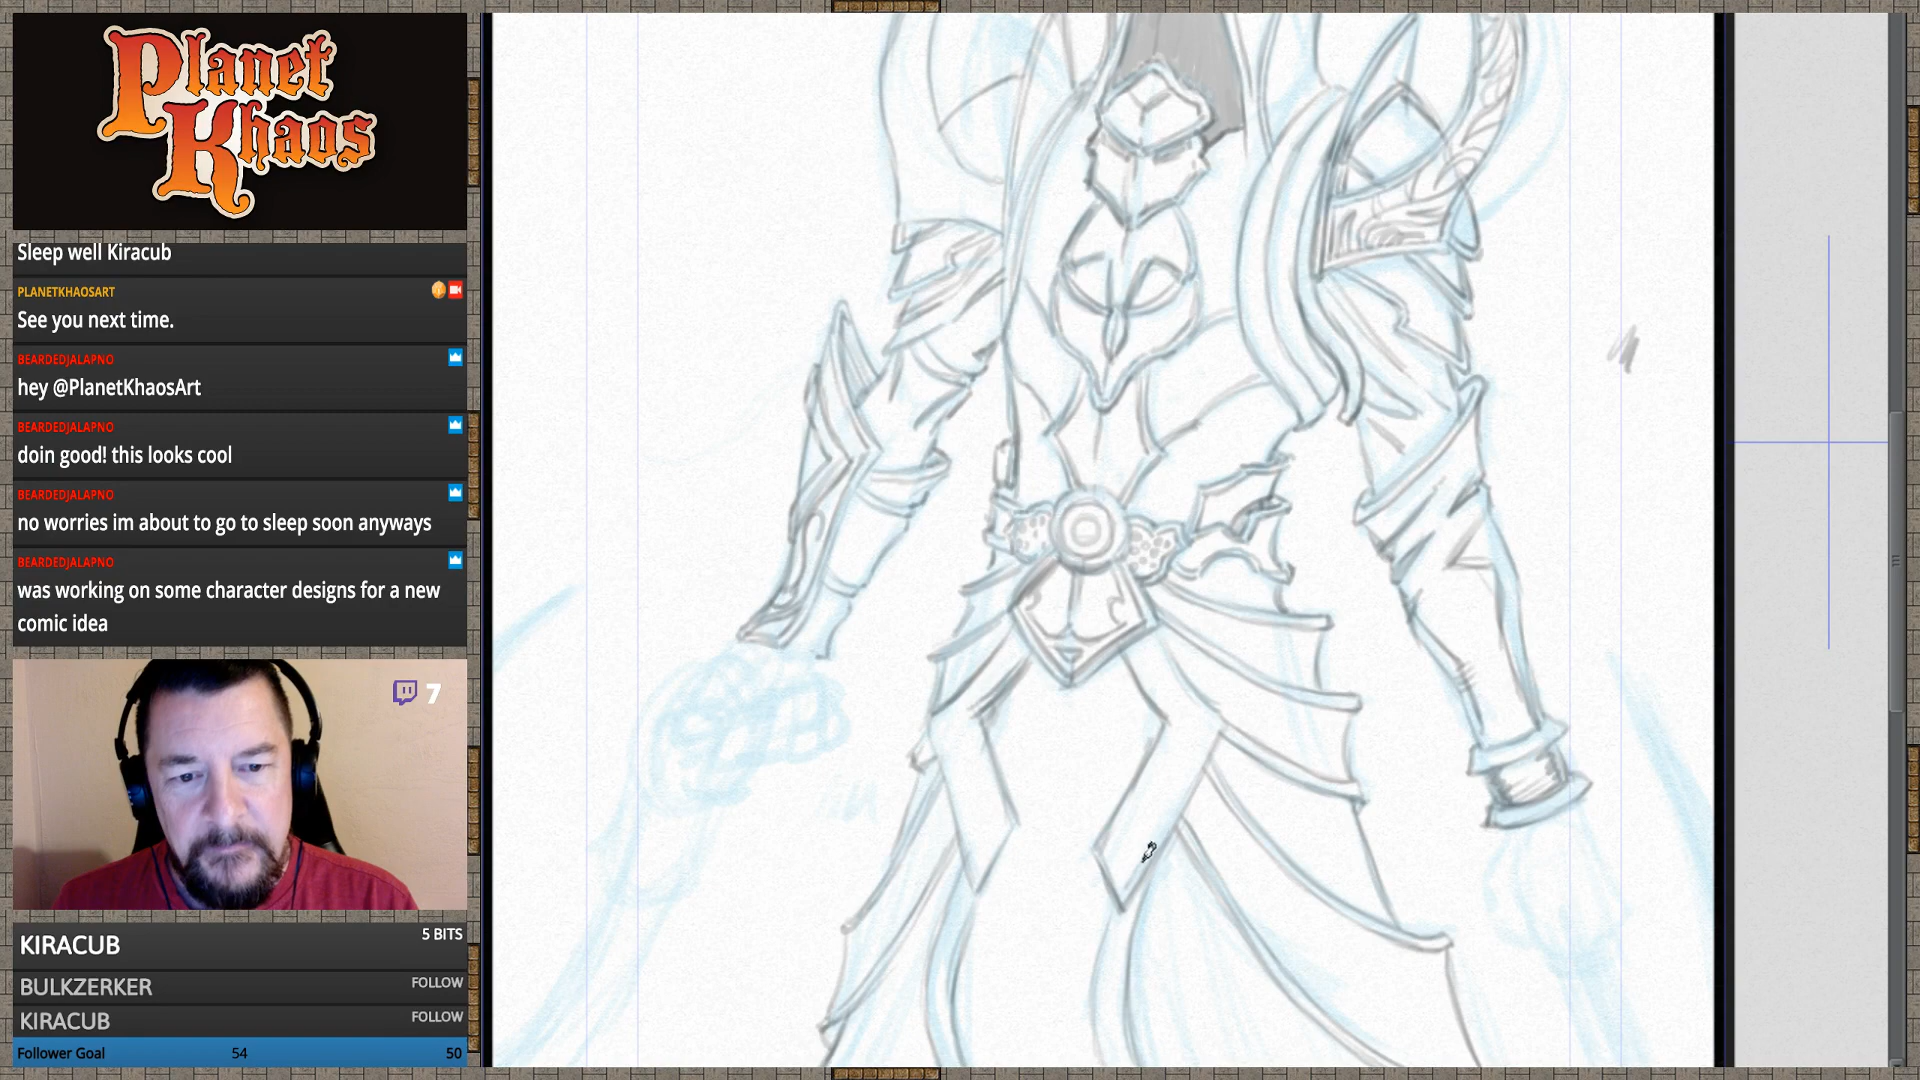 Planet
Khaos
Sleep well Kiracub
PLANETKHAOSART
See you next time.
BEARDEDJALAPNO
hey @PlanetKhaosArt
BEARDEDJALAPNO
doin good! this looks cool
BEARDEDJALAPNO
no worries im about to go to sleep soon anyways
BEARDEDJALAPNO
was working on some character designs for a new
comic idea
7
KIRACUB 5 BITS
BULKZERKER FOLLOW
KIRACUB FOLLOW
Follower Goal 54 50